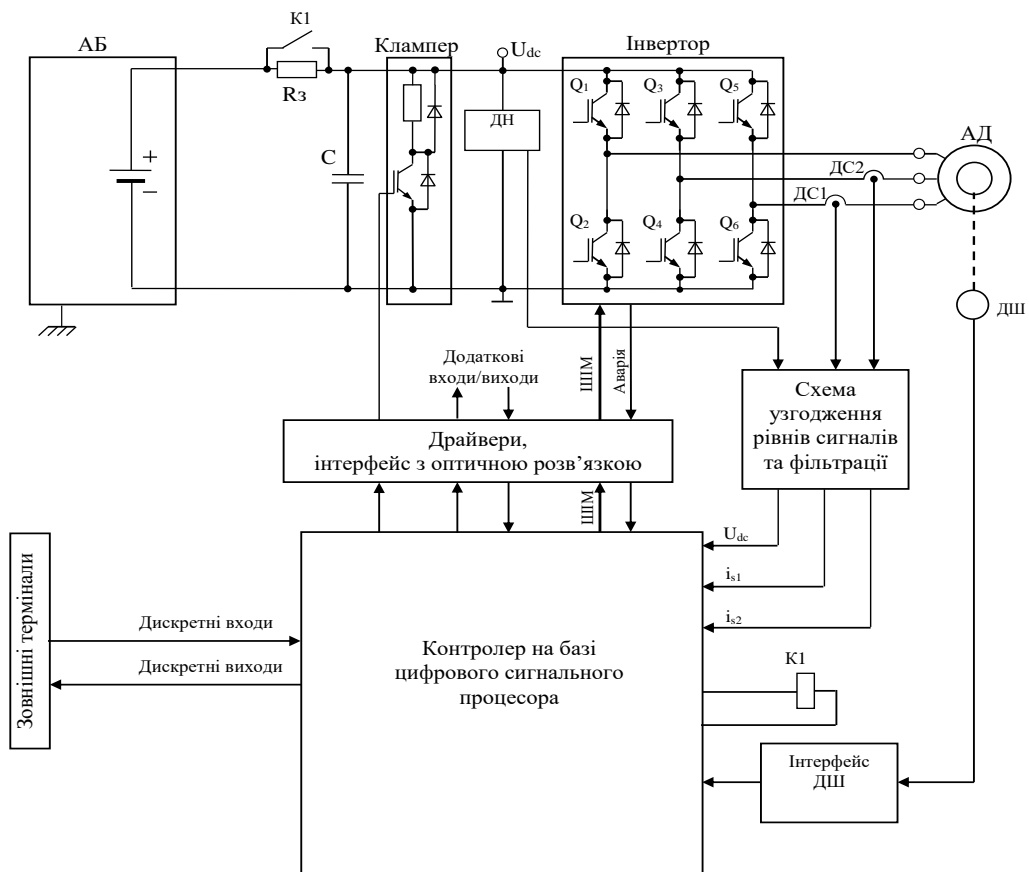 К1
АБ
Клампер
Udc
Інвертор
Rз
Q1
Q3
Q5
ДН
АД
С
ДС2
ДС1
Q2
Q4
Q6
ДШ
Додаткові
входи/виходи
ШІМ
Аварія
Схема
узгодження
рівнів сигналів
та фільтрації
Драйвери,
інтерфейс з оптичною розв’язкою
ШІМ
Udc
is1
is2
Зовнішні термінали
Дискретні входи
Дискретні виходи
Контролер на базі
цифрового сигнального
процесора
К1
Інтерфейс
ДШ